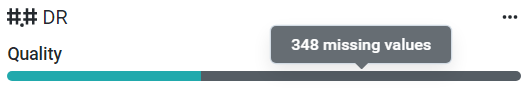 #.# DR
Quality
348 missing values